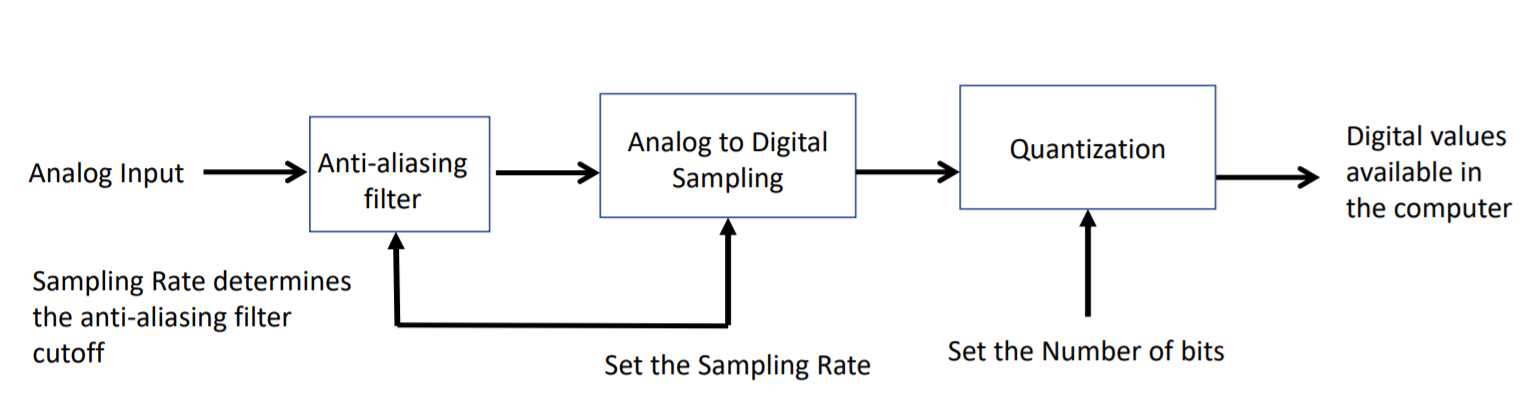 Analog Input
Anti-aliasing
filter
Analog to Digital
Sampling
Quantization
Digital values
available in
the computer
Sampling Rate determines
the anti-aliasing filter
cutoff
Set the Sampling Rate
Set the Number of bits